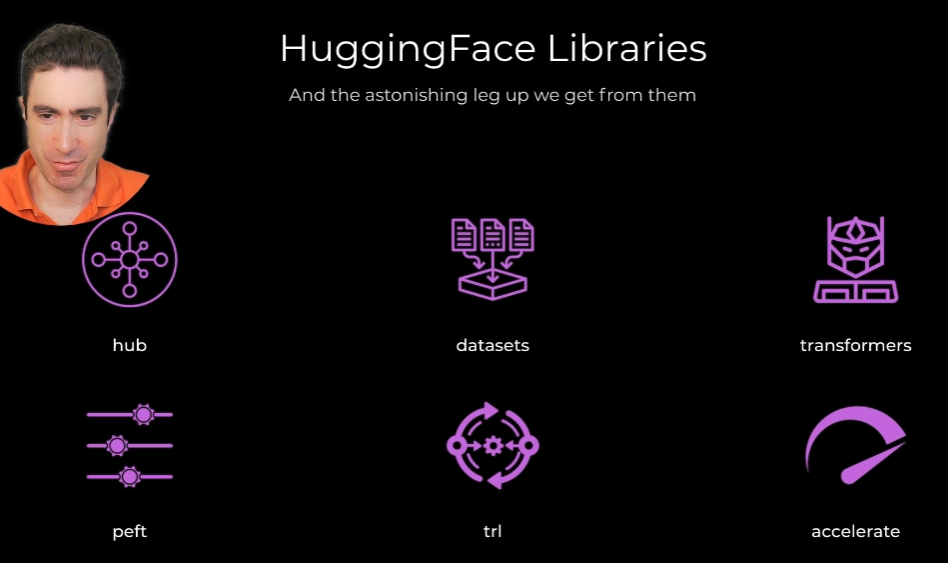 HuggingFace Libraries
And the astonishing leg up we get from them
hub
datasets
transformers
peft
trl
accelerate